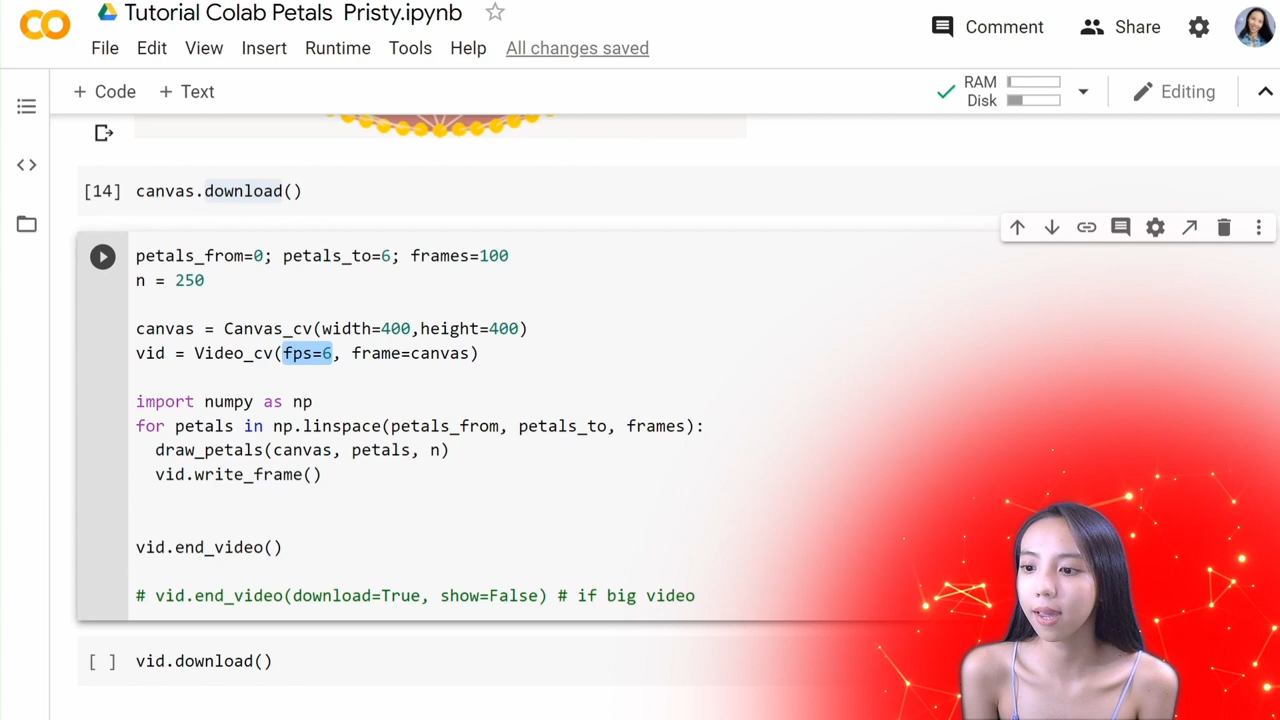 Tutorial Colab Petals Pristy.ipynb
File Edit View Insert Runtime Tools Help All changes saved
Comment Share
+ Code + Text
RAM
Disk
Editing
[14] canvas.download()
petals_from=0; petals_to=6; frames=100
n = 250
canvas = Canvas_cv(width=400,height=400)
vid = Video_cv(fps=6, frame=canvas)
import numpy as np
for petals in np.linspace(petals_from, petals_to, frames):
  draw_petals(canvas, petals, n)
  vid.write_frame()
vid.end_video()
# vid.end_video(download=True, show=False) # if big video
[ ] vid.download()